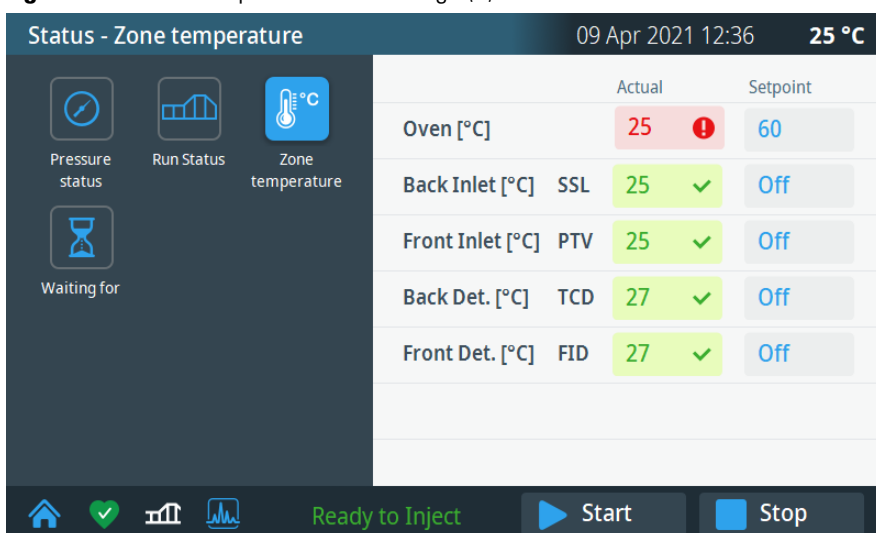 Status - Zone temperature 09 Apr 2021 12:36 25 °C
°C
Pressure status
Run Status
Zone temperature
Waiting for
Actual Setpoint
Oven [°C] 25 60
Back Inlet [°C] SSL 25 Off
Front Inlet [°C] PTV 25 Off
Back Det. [°C] TCD 27 Off
Front Det. [°C] FID 27 Off
Ready to Inject Start Stop